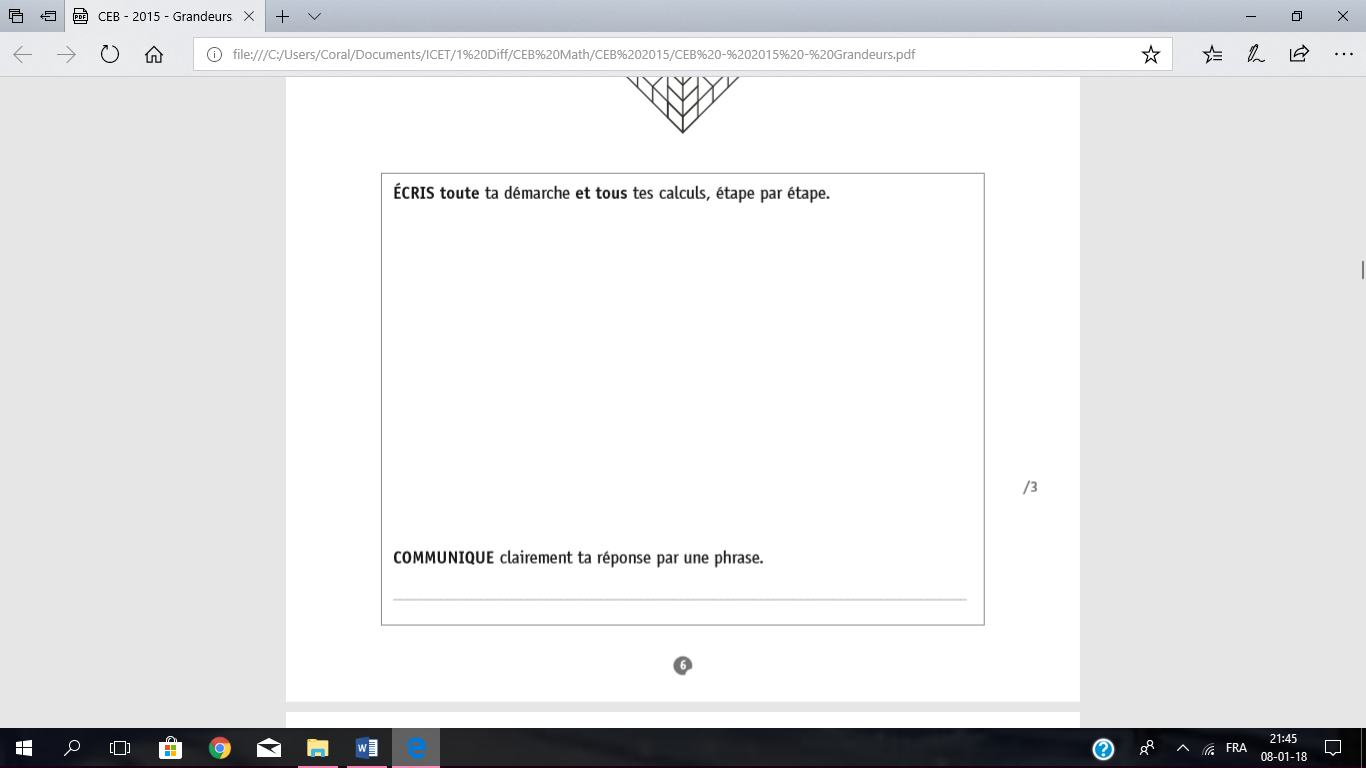 CEB - 2015 - Grandeurs
file:///C:/Users/Coral/Documents/ICET/1%20Diff/CEB%20Math/CEB%202015/CEB%20-%202015%20-%20Grandeurs.pdf
ÉCRIS toute ta démarche et tous tes calculs, étape par étape.
/3
COMMUNIQUE clairement ta réponse par une phrase.
6
FRA
21:45
08-01-18